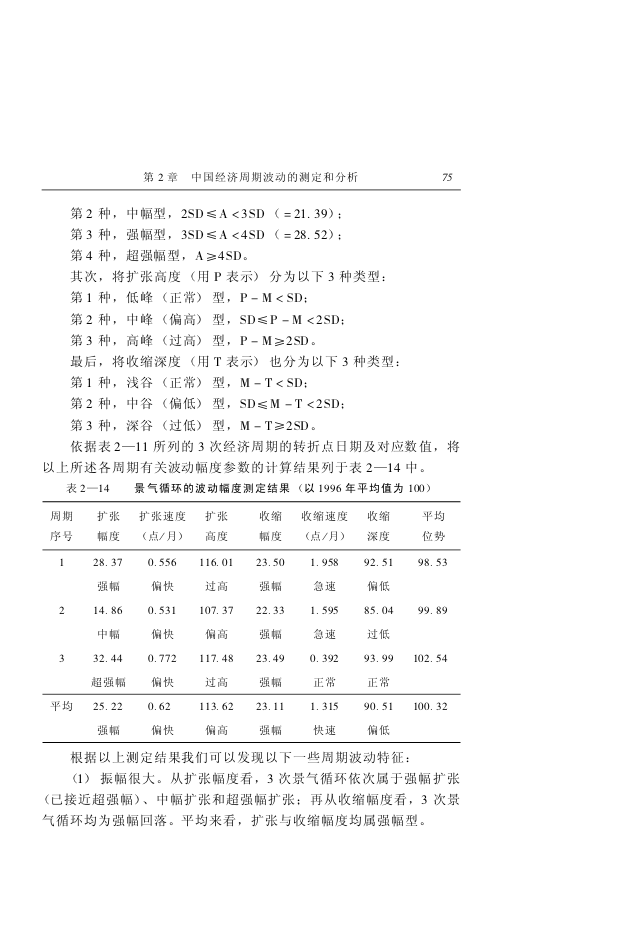 第 2 章　中国经济周期波动的测定和分析　75
第 2 种，中幅型，2SD≤A<3SD（=21.39）；
第 3 种，强幅型，3SD≤A<4SD（=28.52）；
第 4 种，超强幅型，A≥4SD。
其次，将扩张高度（用 P 表示）分为以下 3 种类型：
第 1 种，低峰（正常）型，P－M<SD；
第 2 种，中峰（偏高）型，SD≤P－M<2SD；
第 3 种，高峰（过高）型，P－M≥2SD。
最后，将收缩深度（用 T 表示）也分为以下 3 种类型：
第 1 种，浅谷（正常）型，M－T<SD；
第 2 种，中谷（偏低）型，SD≤M－T<2SD；
第 3 种，深谷（过低）型，M－T≥2SD。
依据表 2—11 所列的 3 次经济周期的转折点日期及对应数值，将
以上所述各周期有关波动幅度参数的计算结果列于表 2—14 中。
表 2—14　景气循环的波动幅度测定结果（以 1996 年平均值为 100）
周期 扩张 扩张速度 扩张 收缩 收缩速度 收缩 平均
序号 幅度 （点/月） 高度 幅度 （点/月） 深度 位势
1 28.37 0.556 116.01 23.50 1.958 92.51 98.53
强幅 偏快 过高 强幅 急速 偏低
2 14.86 0.531 107.37 22.33 1.595 85.04 99.89
中幅 偏快 偏高 强幅 急速 过低
3 32.44 0.772 117.48 23.49 0.392 93.99 102.54
超强幅 偏快 过高 强幅 正常 正常
平均 25.22 0.62 113.62 23.11 1.315 90.51 100.32
强幅 偏快 偏高 强幅 快速 偏低
根据以上测定结果我们可以发现以下一些周期波动特征：
（1）振幅很大。从扩张幅度看，3 次景气循环依次属于强幅扩张
（已接近超强幅）、中幅扩张和超强幅扩张；再从收缩幅度看，3 次景
气循环均为强幅回落。平均来看，扩张与收缩幅度均属强幅型。